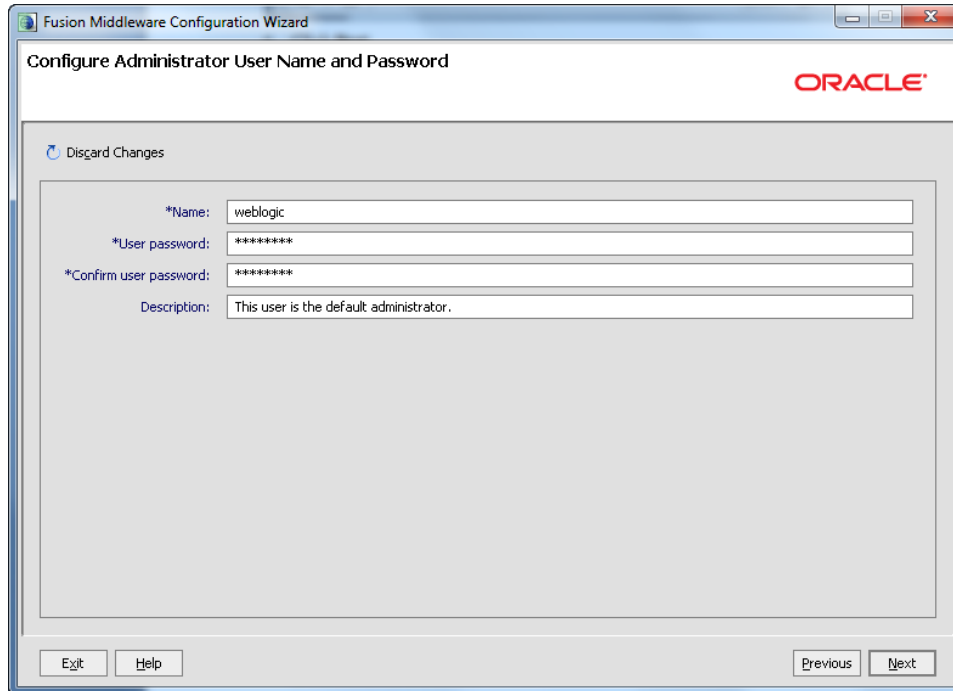 Fusion Middleware Configuration Wizard
Configure Administrator User Name and Password
ORACLE
Discard Changes
*Name: weblogic
*User password: ********
*Confirm user password: ********
Description: This user is the default administrator.
Exit Help Previous Next